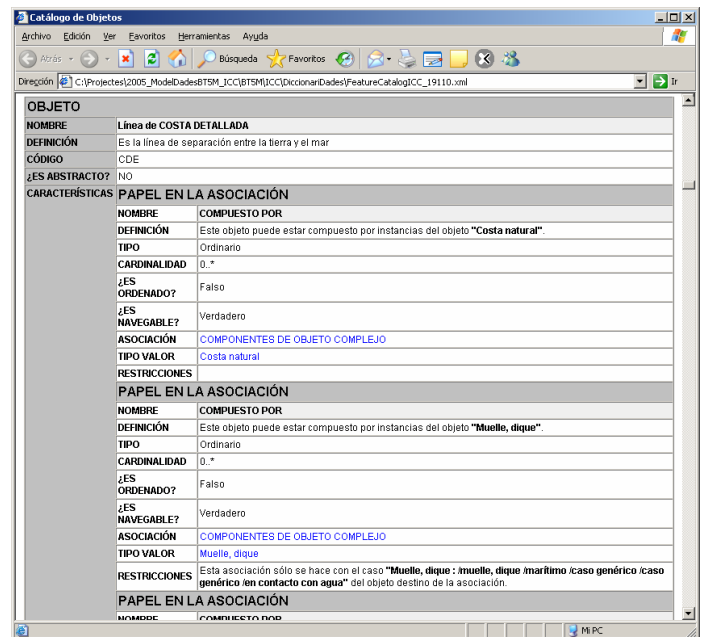 Catálogo de Objetos
Archivo Edición Ver Favoritos Herramientas Ayuda
Atrás Búsqueda Favoritos
Dirección C:\Projectes\2005_ModelDadesBT5M_ICC\BT5M\ICC\DiccionariDades\FeatureCatalogICC_19110.xml Ir
OBJETO
NOMBRE Línea de COSTA DETALLADA
DEFINICIÓN Es la línea de separación entre la tierra y el mar
CÓDIGO CDE
¿ES ABSTRACTO? NO
CARACTERÍSTICAS PAPEL EN LA ASOCIACIÓN
NOMBRE COMPUESTO POR
DEFINICIÓN Este objeto puede estar compuesto por instancias del objeto "Costa natural".
TIPO Ordinario
CARDINALIDAD 0..*
¿ES
ORDENADO? Falso
¿ES
NAVEGABLE? Verdadero
ASOCIACIÓN COMPONENTES DE OBJETO COMPLEJO
TIPO VALOR Costa natural
RESTRICCIONES
PAPEL EN LA ASOCIACIÓN
NOMBRE COMPUESTO POR
DEFINICIÓN Este objeto puede estar compuesto por instancias del objeto "Muelle, dique".
TIPO Ordinario
CARDINALIDAD 0..*
¿ES
ORDENADO? Falso
¿ES
NAVEGABLE? Verdadero
ASOCIACIÓN COMPONENTES DE OBJETO COMPLEJO
TIPO VALOR Muelle, dique
RESTRICCIONES Esta asociación sólo se hace con el caso "Muelle, dique : /muelle, dique /marítimo /caso genérico /caso
genérico /en contacto con agua" del objeto destino de la asociación.
PAPEL EN LA ASOCIACIÓN
NOMBRE COMPUESTO POR
Mi PC